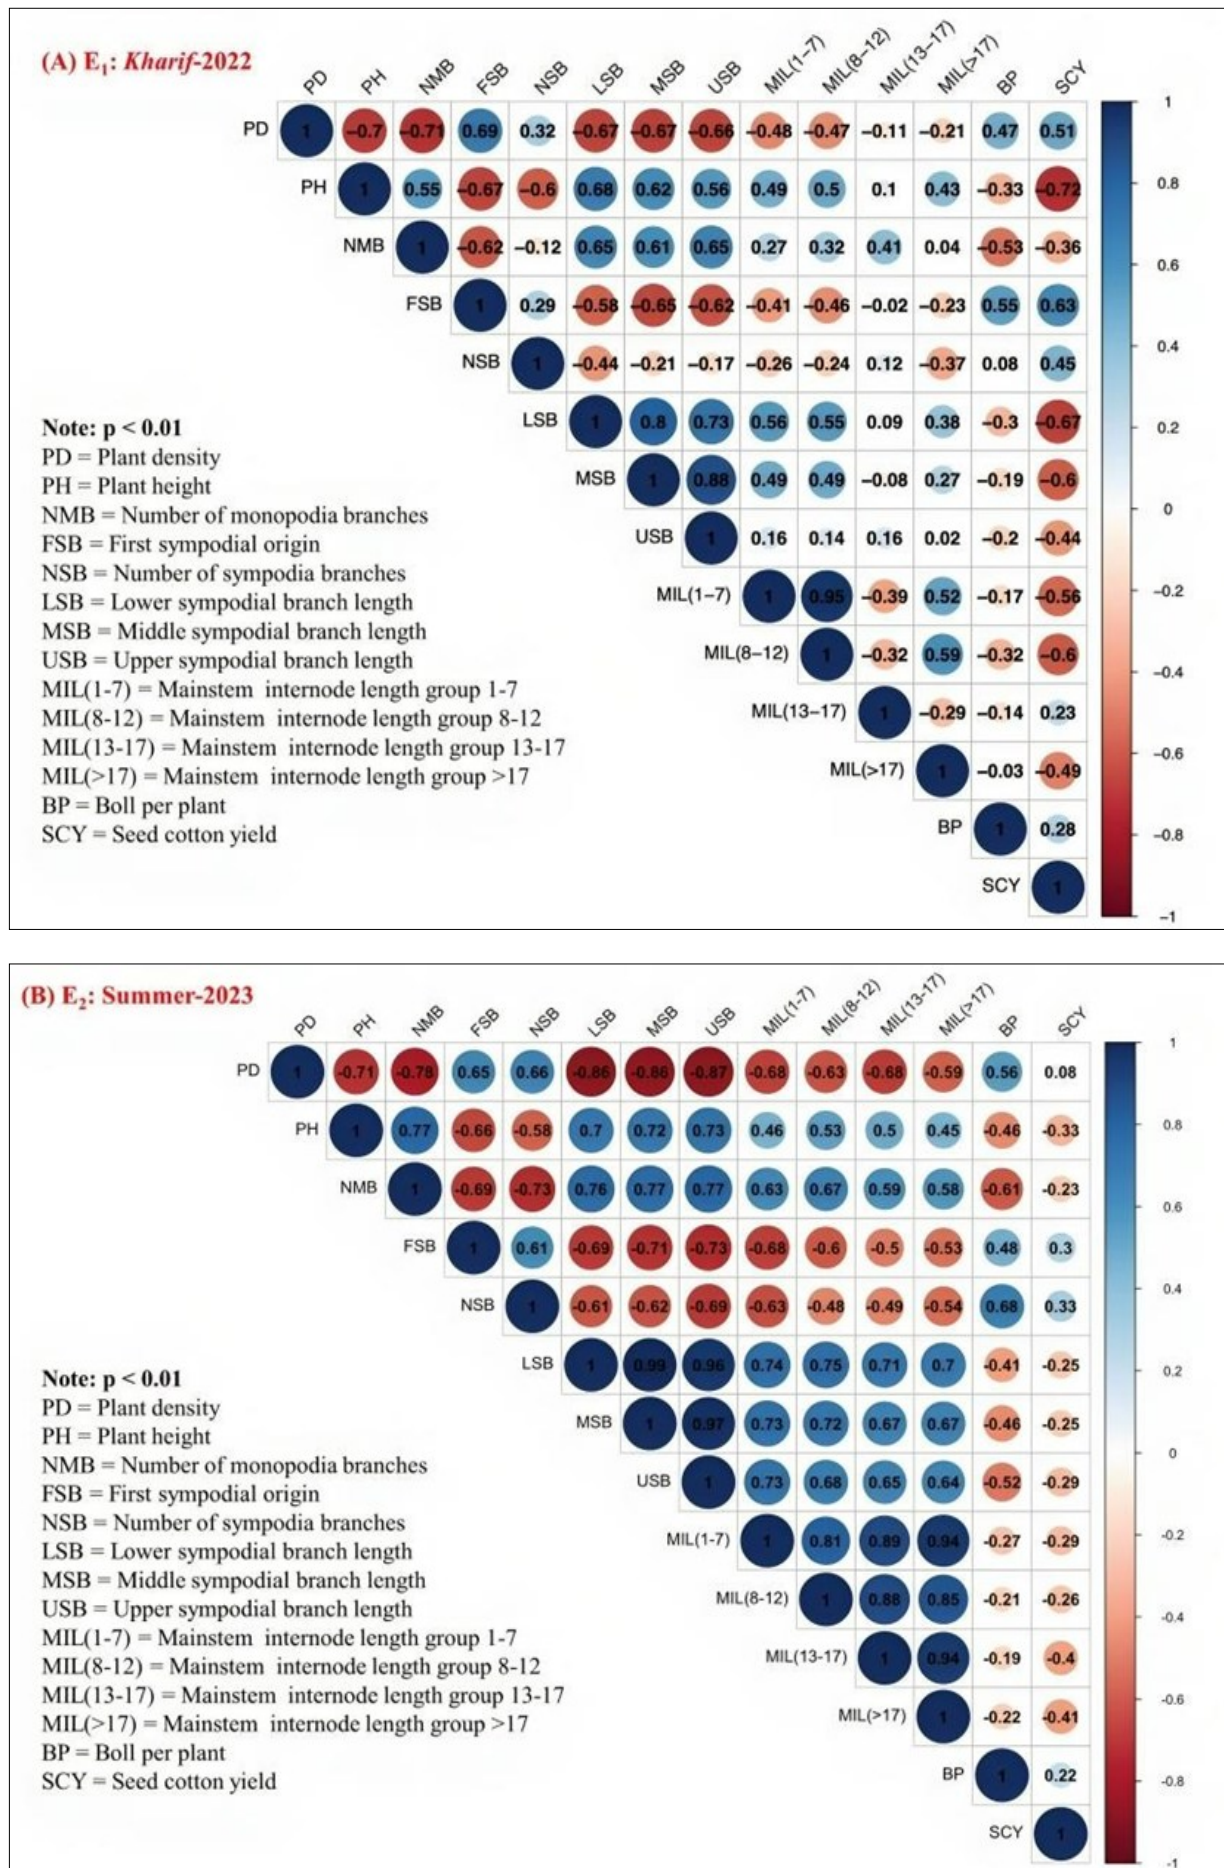 (A) E₁: Kharif-2022
PD PH NMB FSB NSB LSB MSB USB MIL(1−7) MIL(8−12) MIL(13−17) MIL(>17) BP SCY
PD 1 −0.7 −0.71 0.69 0.32 −0.67 −0.67 −0.66 −0.48 −0.47 −0.11 −0.21 0.47 0.51
PH 1 0.55 −0.67 −0.6 0.68 0.62 0.56 0.49 0.5 0.1 0.43 −0.33 −0.72
NMB 1 −0.62 −0.12 0.65 0.61 0.65 0.27 0.32 0.41 0.04 −0.53 −0.36
FSB 1 0.29 −0.58 −0.65 −0.62 −0.41 −0.46 −0.02 −0.23 0.55 0.63
NSB 1 −0.44 −0.21 −0.17 −0.26 −0.24 0.12 −0.37 0.08 0.45
LSB 1 0.8 0.73 0.56 0.55 0.09 0.38 −0.3 −0.67
MSB 1 0.88 0.49 0.49 −0.08 0.27 −0.19 −0.6
USB 1 0.16 0.14 0.16 0.02 −0.2 −0.44
MIL(1−7) 1 0.95 −0.39 0.52 −0.17 −0.56
MIL(8−12) 1 −0.32 0.59 −0.32 −0.6
MIL(13−17) 1 −0.29 −0.14 0.23
MIL(>17) 1 −0.03 −0.49
BP 1 0.28
SCY 1
1
0.8
0.6
0.4
0.2
0
−0.2
−0.4
−0.6
−0.8
−1
Note: p < 0.01
PD = Plant density
PH = Plant height
NMB = Number of monopodia branches
FSB = First sympodial origin
NSB = Number of sympodia branches
LSB = Lower sympodial branch length
MSB = Middle sympodial branch length
USB = Upper sympodial branch length
MIL(1-7) = Mainstem internode length group 1-7
MIL(8-12) = Mainstem internode length group 8-12
MIL(13-17) = Mainstem internode length group 13-17
MIL(>17) = Mainstem internode length group >17
BP = Boll per plant
SCY = Seed cotton yield
(B) E₂: Summer-2023
PD PH NMB FSB NSB LSB MSB USB MIL(1-7) MIL(8-12) MIL(13-17) MIL(>17) BP SCY
PD 1 -0.71 -0.78 0.65 0.66 -0.86 -0.86 -0.87 -0.68 -0.63 -0.68 -0.59 0.56 0.08
PH 1 0.77 -0.66 -0.58 0.7 0.72 0.73 0.46 0.53 0.5 0.45 -0.46 -0.33
NMB 1 -0.69 -0.73 0.76 0.77 0.77 0.63 0.67 0.59 0.58 -0.61 -0.23
FSB 1 0.61 -0.69 -0.71 -0.73 -0.68 -0.6 -0.5 -0.53 0.48 0.3
NSB 1 -0.61 -0.62 -0.69 -0.63 -0.48 -0.49 -0.54 0.68 0.33
LSB 1 0.99 0.96 0.74 0.75 0.71 0.7 -0.41 -0.25
MSB 1 0.97 0.73 0.72 0.67 0.67 -0.46 -0.25
USB 1 0.73 0.68 0.65 0.64 -0.52 -0.29
MIL(1-7) 1 0.81 0.89 0.94 -0.27 -0.29
MIL(8-12) 1 0.88 0.85 -0.21 -0.26
MIL(13-17) 1 0.94 -0.19 -0.4
MIL(>17) 1 -0.22 -0.41
BP 1 0.22
SCY 1
1
0.8
0.6
0.4
0.2
0
-0.2
-0.4
-0.6
-0.8
-1
Note: p < 0.01
PD = Plant density
PH = Plant height
NMB = Number of monopodia branches
FSB = First sympodial origin
NSB = Number of sympodia branches
LSB = Lower sympodial branch length
MSB = Middle sympodial branch length
USB = Upper sympodial branch length
MIL(1-7) = Mainstem internode length group 1-7
MIL(8-12) = Mainstem internode length group 8-12
MIL(13-17) = Mainstem internode length group 13-17
MIL(>17) = Mainstem internode length group >17
BP = Boll per plant
SCY = Seed cotton yield